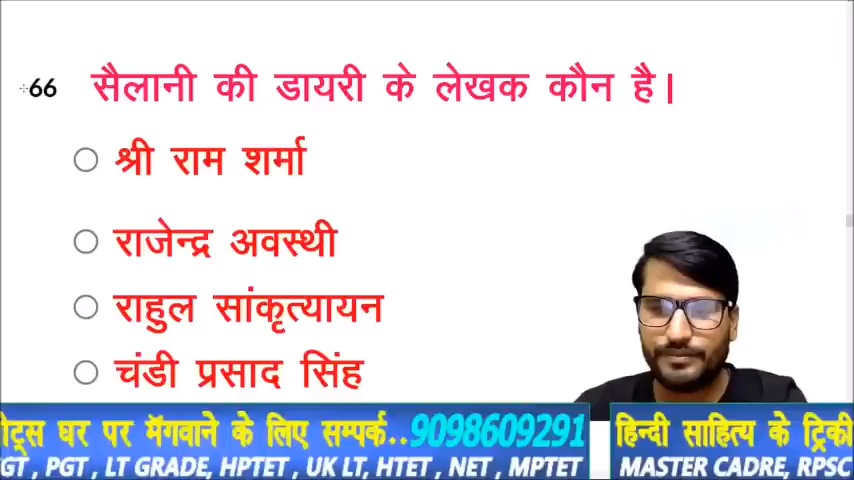 66 सैलानी की डायरी के लेखक कौन है।
श्री राम शर्मा
राजेन्द्र अवस्थी
राहुल सांकृत्यायन
चंडी प्रसाद सिंह
घर पर मॅगवाने के लिए सम्पर्क..9098609291 हिन्दी साहित्य के
PGT, LT GRADE, HPTET, UK LT, HTET, NET, MPTET MASTER CADRE, RPSC